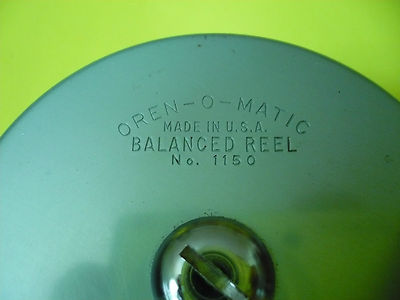 OREN-O-MATIC
MADE IN U.S.A.
BALANCED REEL
No. 1150